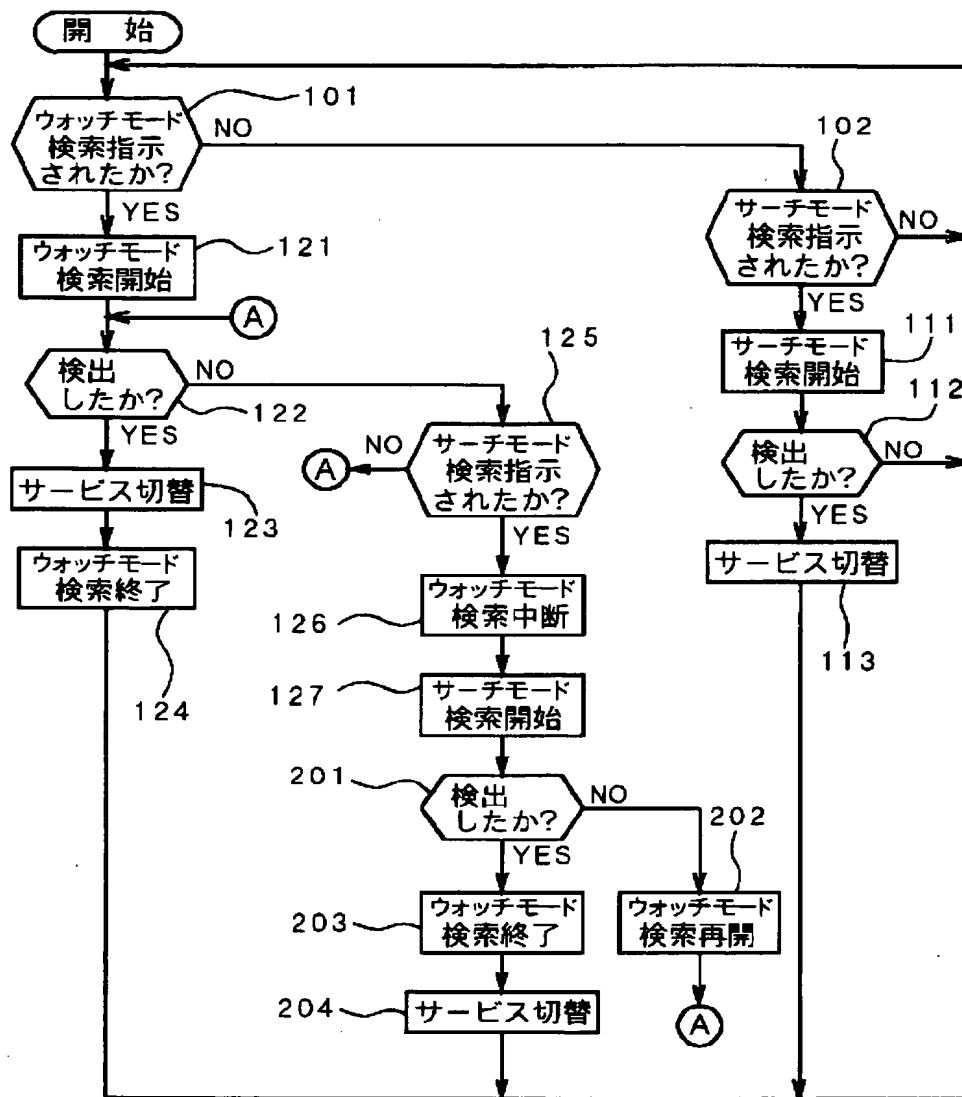 開 始
101
ウォッチモード
検索指示
されたか?
NO
YES
102
サーチモード
検索指示
されたか?
NO
YES
ウォッチモード
検索開始
121
A
サーチモード
検索開始
111
検出
したか?
NO
122
YES
125
サーチモード
検索指示
されたか?
NO
A
YES
検出
したか?
112
NO
YES
サービス切替
123
ウォッチモード
検索終了
124
サービス切替
113
ウォッチモード
検索中断
126
サーチモード
検索開始
127
201
検出
したか?
NO
YES
202
ウォッチモード
検索再開
A
203
ウォッチモード
検索終了
204
サービス切替